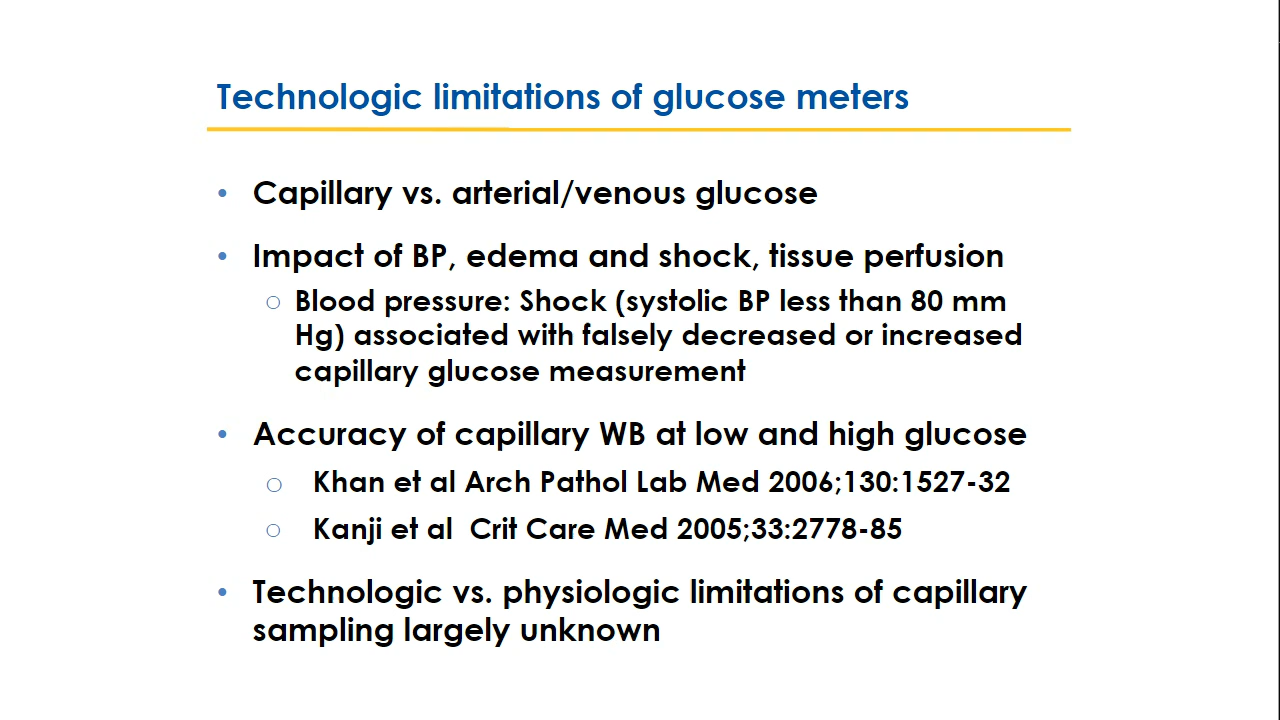 Technologic limitations of glucose meters
• Capillary vs. arterial/venous glucose
• Impact of BP, edema and shock, tissue perfusion
○ Blood pressure: Shock (systolic BP less than 80 mm
Hg) associated with falsely decreased or increased
capillary glucose measurement
• Accuracy of capillary WB at low and high glucose
○ Khan et al Arch Pathol Lab Med 2006;130:1527-32
○ Kanji et al  Crit Care Med 2005;33:2778-85
• Technologic vs. physiologic limitations of capillary
sampling largely unknown